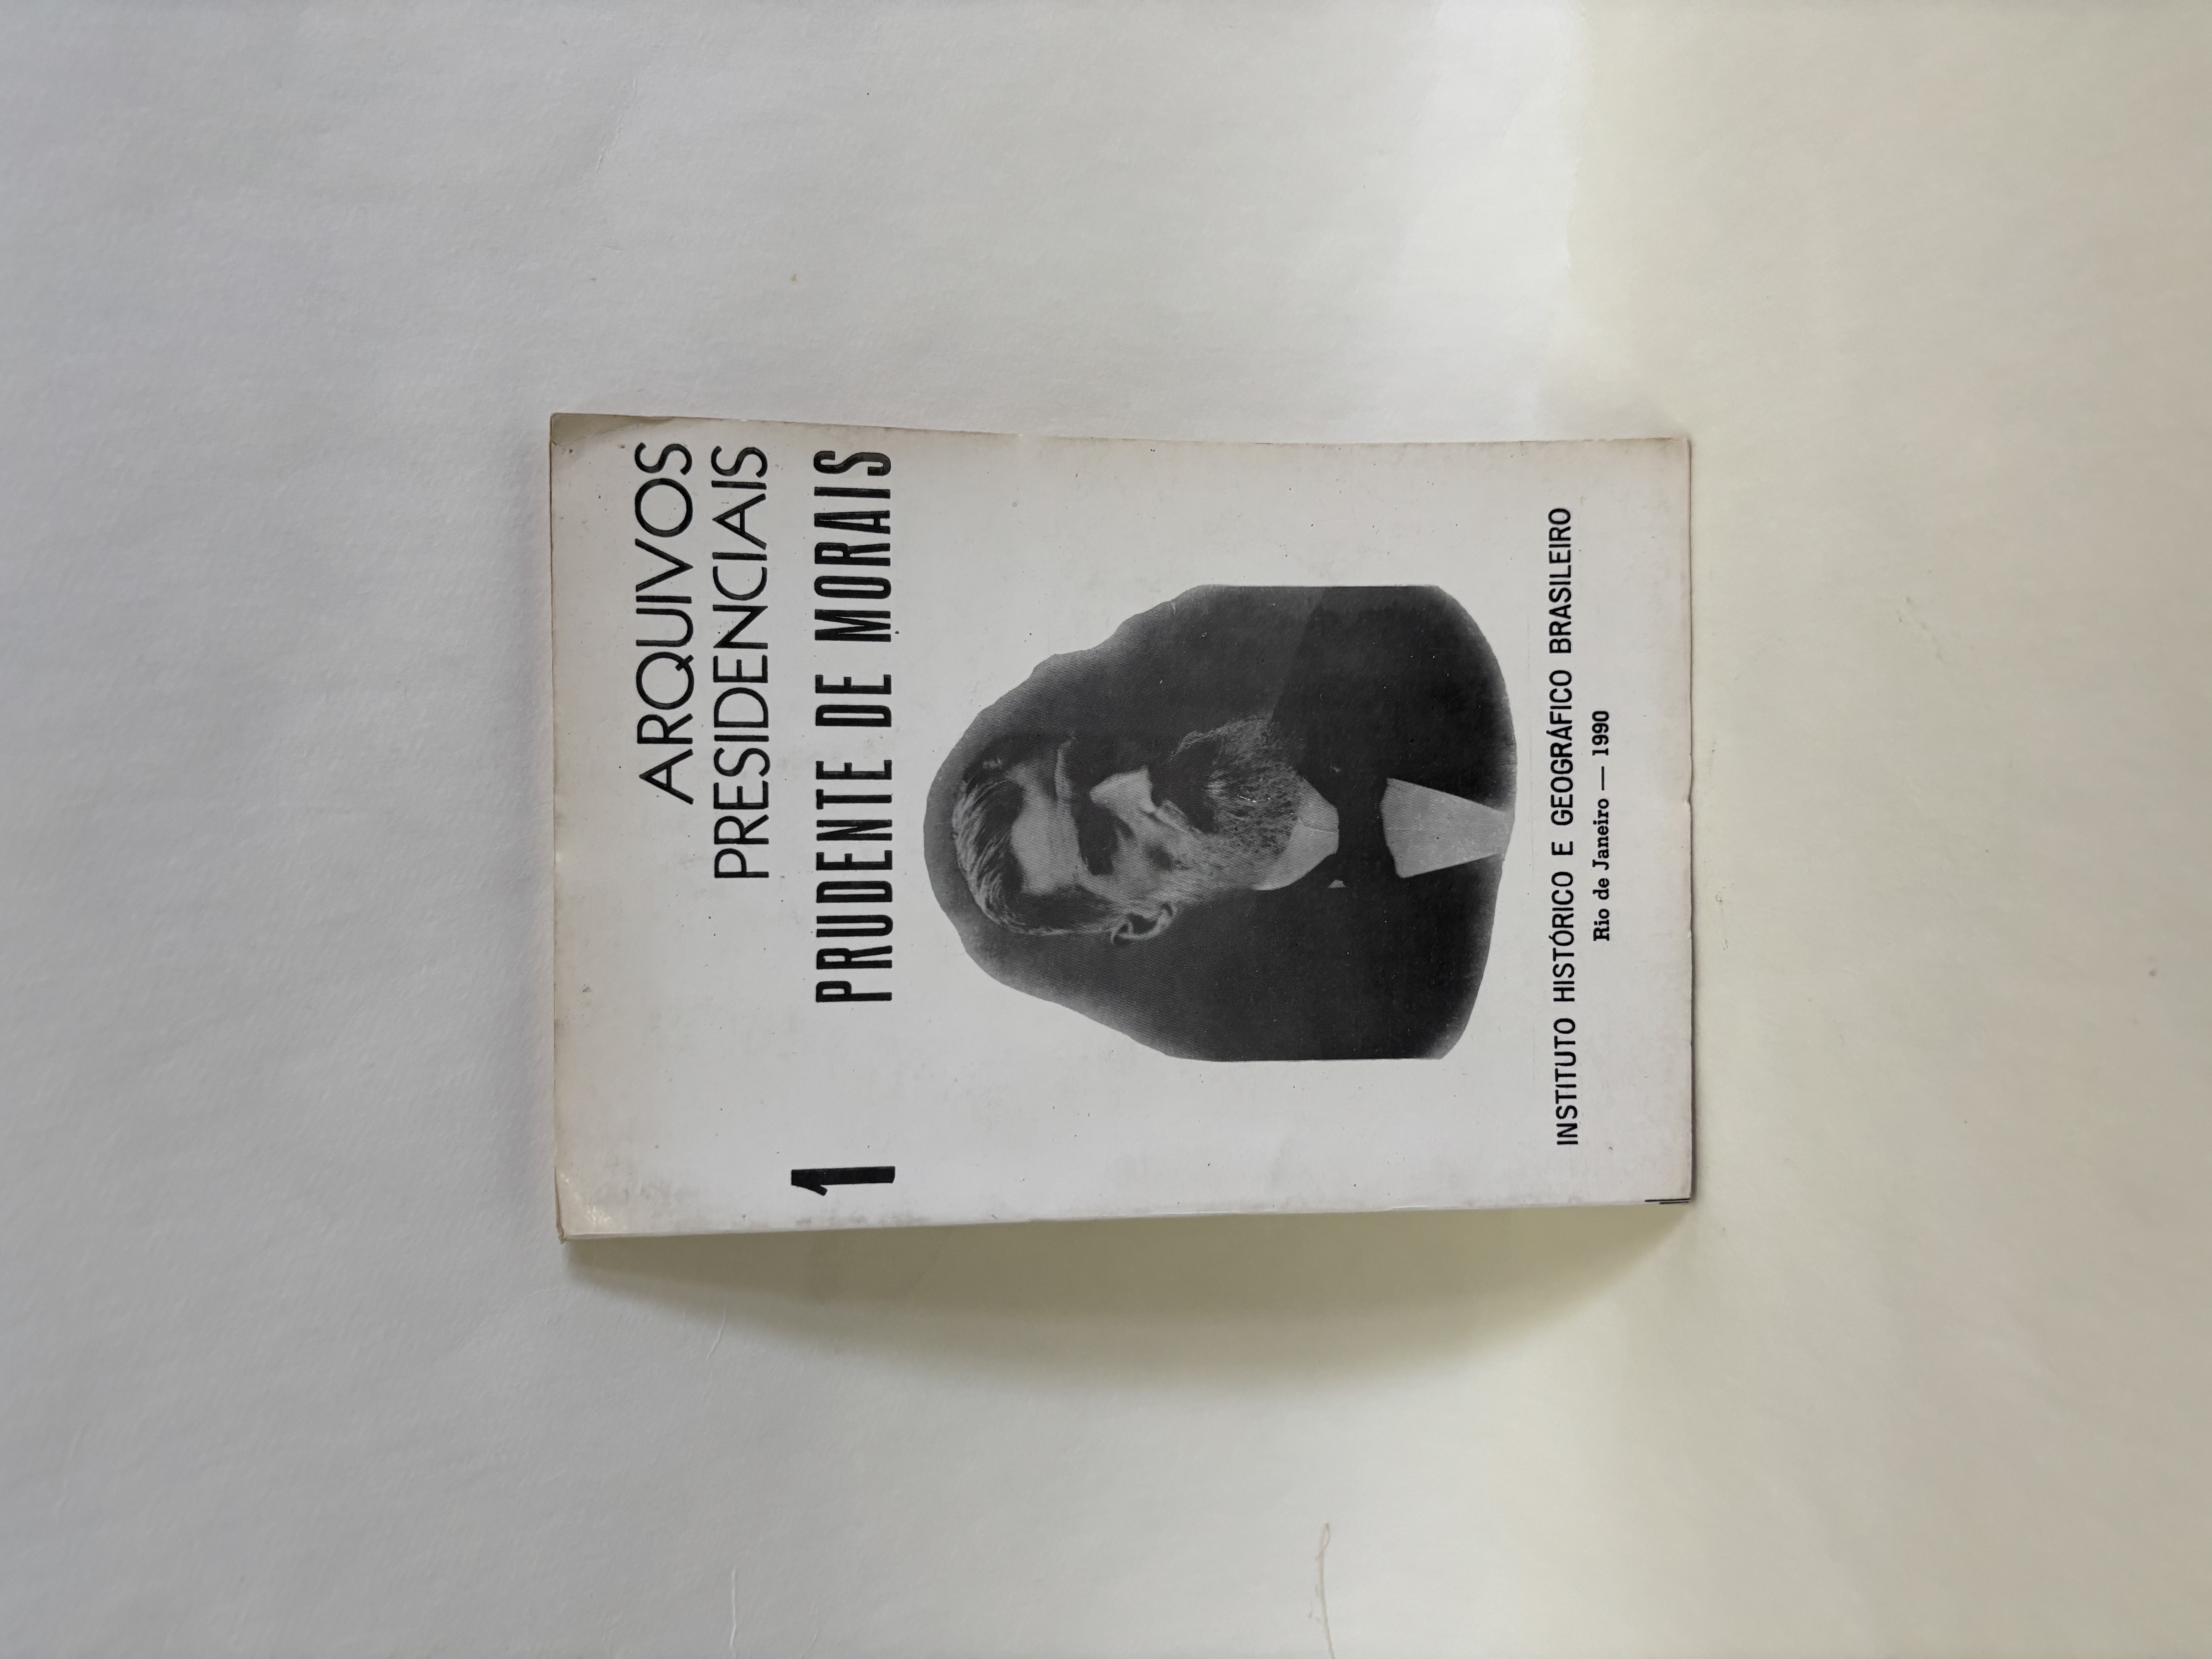 ARQUIVOS
PRESIDENCIAIS
1 PRUDENTE DE MORAIS
INSTITUTO HISTÓRICO E GEOGRÁFICO BRASILEIRO
Rio de Janeiro — 1990